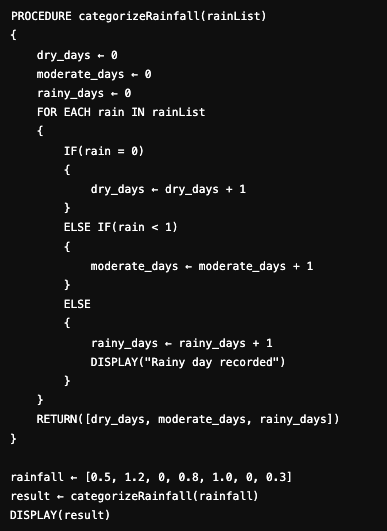 PROCEDURE categorizeRainfall(rainList)
{
    dry_days ← 0
    moderate_days ← 0
    rainy_days ← 0
    FOR EACH rain IN rainList
    {
        IF(rain = 0)
        {
            dry_days ← dry_days + 1
        }
        ELSE IF(rain < 1)
        {
            moderate_days ← moderate_days + 1
        }
        ELSE
        {
            rainy_days ← rainy_days + 1
            DISPLAY("Rainy day recorded")
        }
    }
    RETURN([dry_days, moderate_days, rainy_days])
}

rainfall ← [0.5, 1.2, 0, 0.8, 1.0, 0, 0.3]
result ← categorizeRainfall(rainfall)
DISPLAY(result)